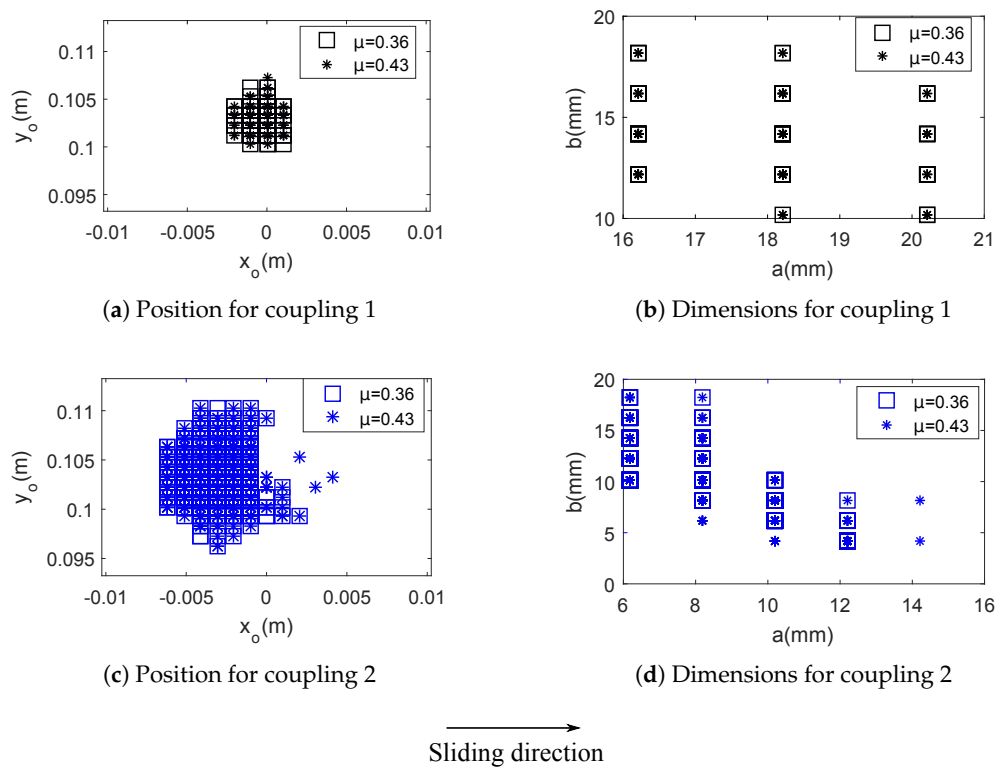 0.11
0.105
0.1
0.095
y_o(m)
-0.01 -0.005 0 0.005 0.01
x_o(m)
μ=0.36
μ=0.43
(a) Position for coupling 1
20
15
10
b(mm)
16 17 18 19 20 21
a(mm)
μ=0.36
μ=0.43
(b) Dimensions for coupling 1
0.11
0.105
0.1
0.095
y_o(m)
-0.01 -0.005 0 0.005 0.01
x_o(m)
μ=0.36
μ=0.43
(c) Position for coupling 2
20
15
10
5
0
b(mm)
6 8 10 12 14 16
a(mm)
μ=0.36
μ=0.43
(d) Dimensions for coupling 2
Sliding direction